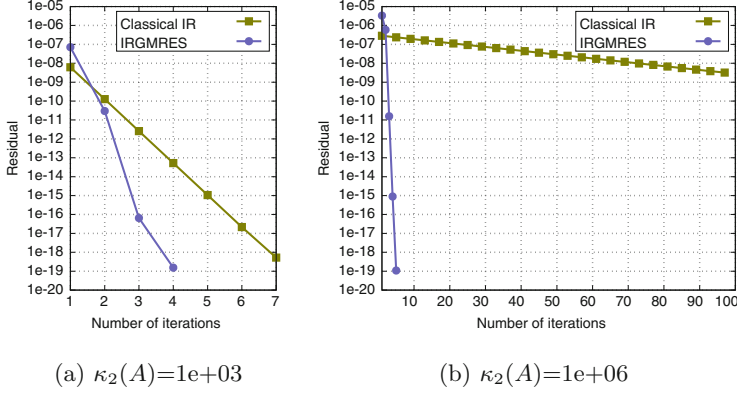 1e-05
1e-06
1e-07
1e-08
1e-09
1e-10
1e-11
1e-12
1e-13
1e-14
1e-15
1e-16
1e-17
1e-18
1e-19
1e-20
Residual
Classical IR
IRGMRES
1 2 3 4 5 6 7
Number of iterations
(a) κ₂(A)=1e+03
1e-05
1e-06
1e-07
1e-08
1e-09
1e-10
1e-11
1e-12
1e-13
1e-14
1e-15
1e-16
1e-17
1e-18
1e-19
1e-20
Residual
Classical IR
IRGMRES
10 20 30 40 50 60 70 80 90 100
Number of iterations
(b) κ₂(A)=1e+06